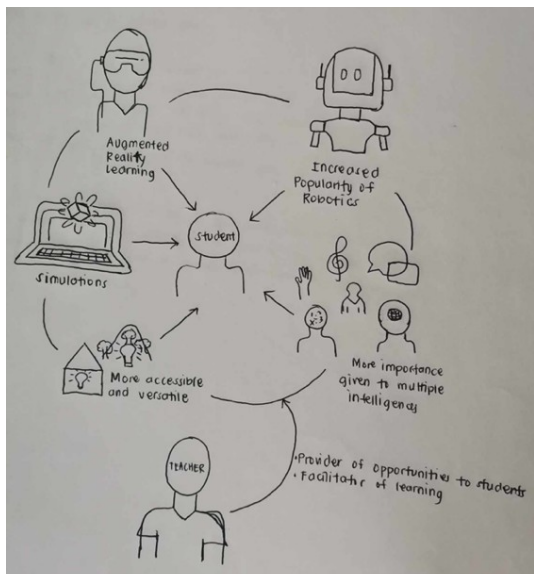 Augmented
Reality
Learning
Increased
Popularity of
Robotics
Student
Simulations
More accessible
and versatile
More importance
given to multiple
intelligences
TEACHER
• Provider of opportunities to students
• Facilitator of learning